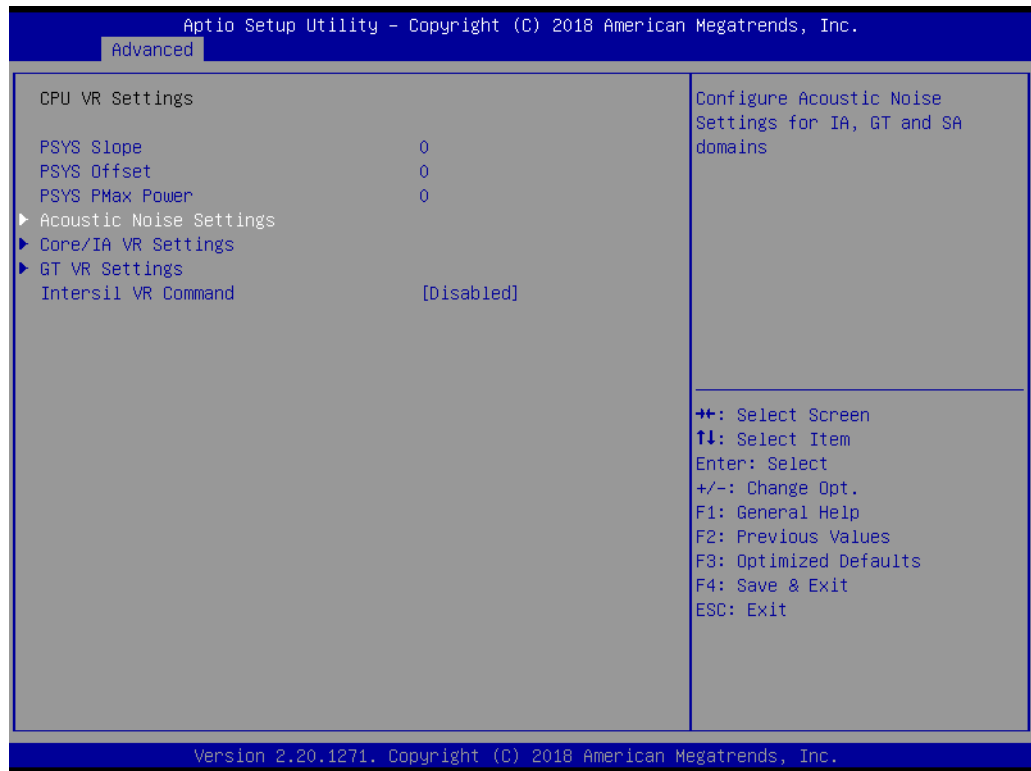 Aptio Setup Utility – Copyright (C) 2018 American Megatrends, Inc.
Advanced
CPU VR Settings
PSYS Slope 0
PSYS Offset 0
PSYS PMax Power 0
▶ Acoustic Noise Settings
▶ Core/IA VR Settings
▶ GT VR Settings
Intersil VR Command [Disabled]
Configure Acoustic Noise
Settings for IA, GT and SA
domains
→←: Select Screen
↑↓: Select Item
Enter: Select
+/-: Change Opt.
F1: General Help
F2: Previous Values
F3: Optimized Defaults
F4: Save & Exit
ESC: Exit
Version 2.20.1271. Copyright (C) 2018 American Megatrends, Inc.